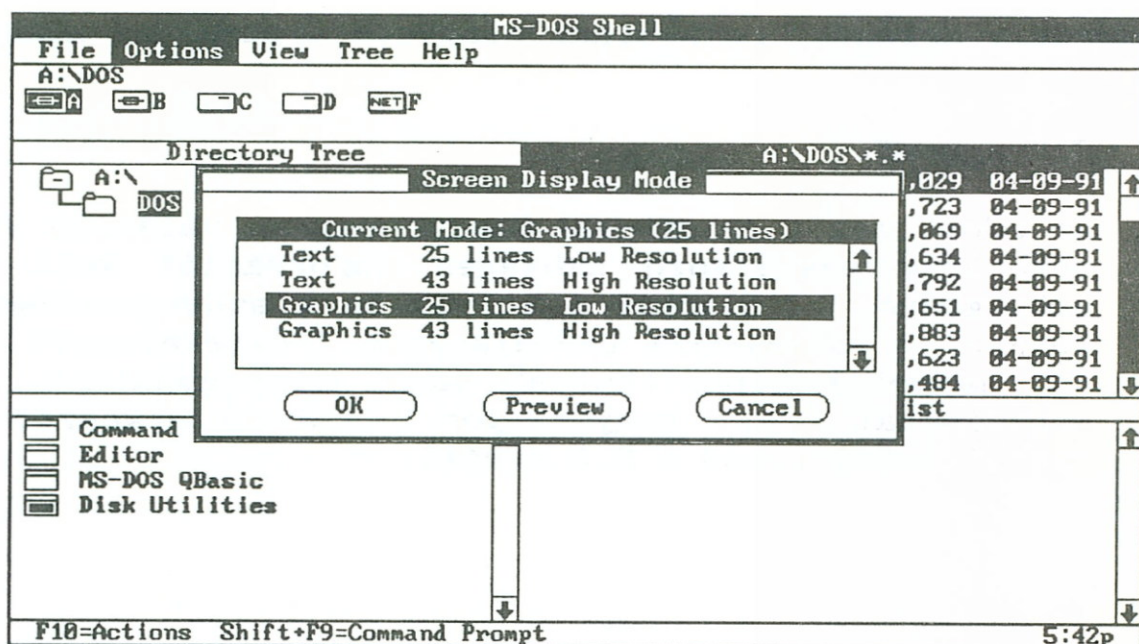 MS-DOS Shell
File Options View Tree Help
A:\DOS
A B C D NET F
Directory Tree
A:\DOS\*.*
A:\
DOS
Screen Display Mode
Current Mode: Graphics (25 lines)
Text 25 lines Low Resolution
Text 43 lines High Resolution
Graphics 25 lines Low Resolution
Graphics 43 lines High Resolution
OK Preview Cancel
,029 04-09-91
,723 04-09-91
,069 04-09-91
,634 04-09-91
,792 04-09-91
,651 04-09-91
,883 04-09-91
,623 04-09-91
,484 04-09-91
ist
Command
Editor
MS-DOS QBasic
Disk Utilities
F10=Actions Shift+F9=Command Prompt 5:42p